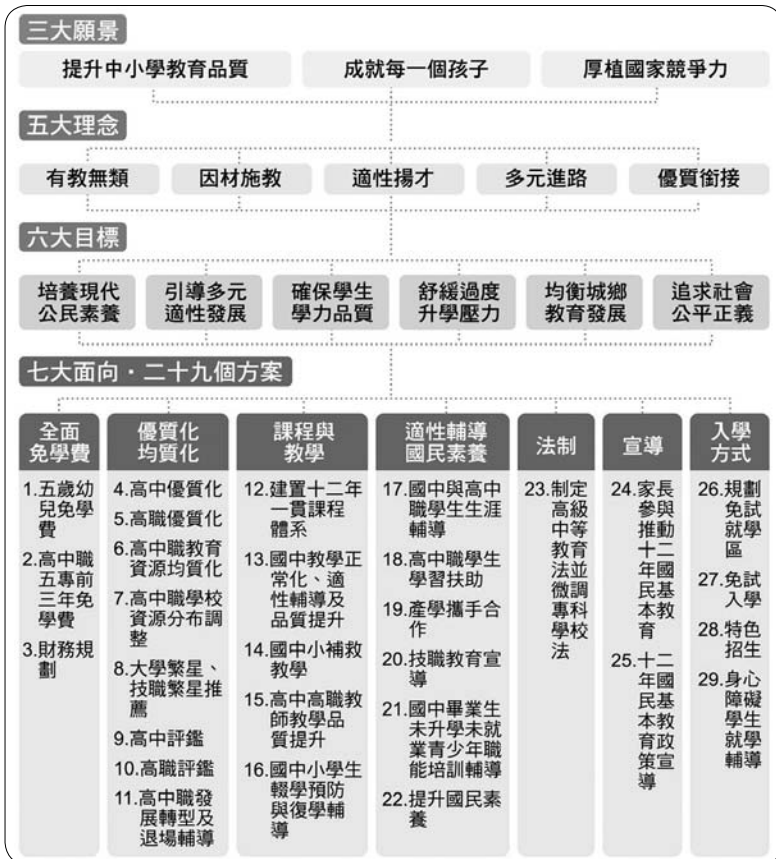 三大願景
提升中小學教育品質 成就每一個孩子 厚植國家競爭力
五大理念
有教無類 因材施教 適性揚才 多元進路 優質銜接
六大目標
培養現代
公民素養
引導多元
適性發展
確保學生
學力品質
舒緩過度
升學壓力
均衡城鄉
教育發展
追求社會
公平正義
七大面向・二十九個方案
全面
免學費
1.五歲幼
兒免學
費
2.高中職
五專前
三年免
學費
3.財務規
劃
優質化
均質化
4.高中優質化
5.高職優質化
6.高中職教育
資源均質化
7.高中職學校
資源分布調
整
8.大學繁星、
技職繁星推
薦
9.高中評鑑
10.高職評鑑
11.高中職發
展轉型及
退場輔導
課程與
教學
12.建置十二年
一貫課程
體系
13.國中教學正
常化、適
性輔導及
品質提升
14.國中小補救
教學
15.高中高職教
師教學品
質提升
16.國中小學生
輟學預防
與復學輔
導
適性輔導
國民素養
17.國中與高中
職學生生涯
輔導
18.高中職學生
學習扶助
19.產學攜手合
作
20.技職教育宣
導
21.國中畢業生
未升學未就
業青少年職
能培訓輔導
22.提升國民素
養
法制
23.制定
高級
中等
教育
法並
微調
專科
學校
法
宣導
24.家長
參與
推動
十二
年國
民基
本教
育
25.十二
年國
民基
本教
育政
策宣
導
入學
方式
26.規劃
免試
就學
區
27.免試
入學
28.特色
招生
29.身心
障礙
學生
就學
輔導